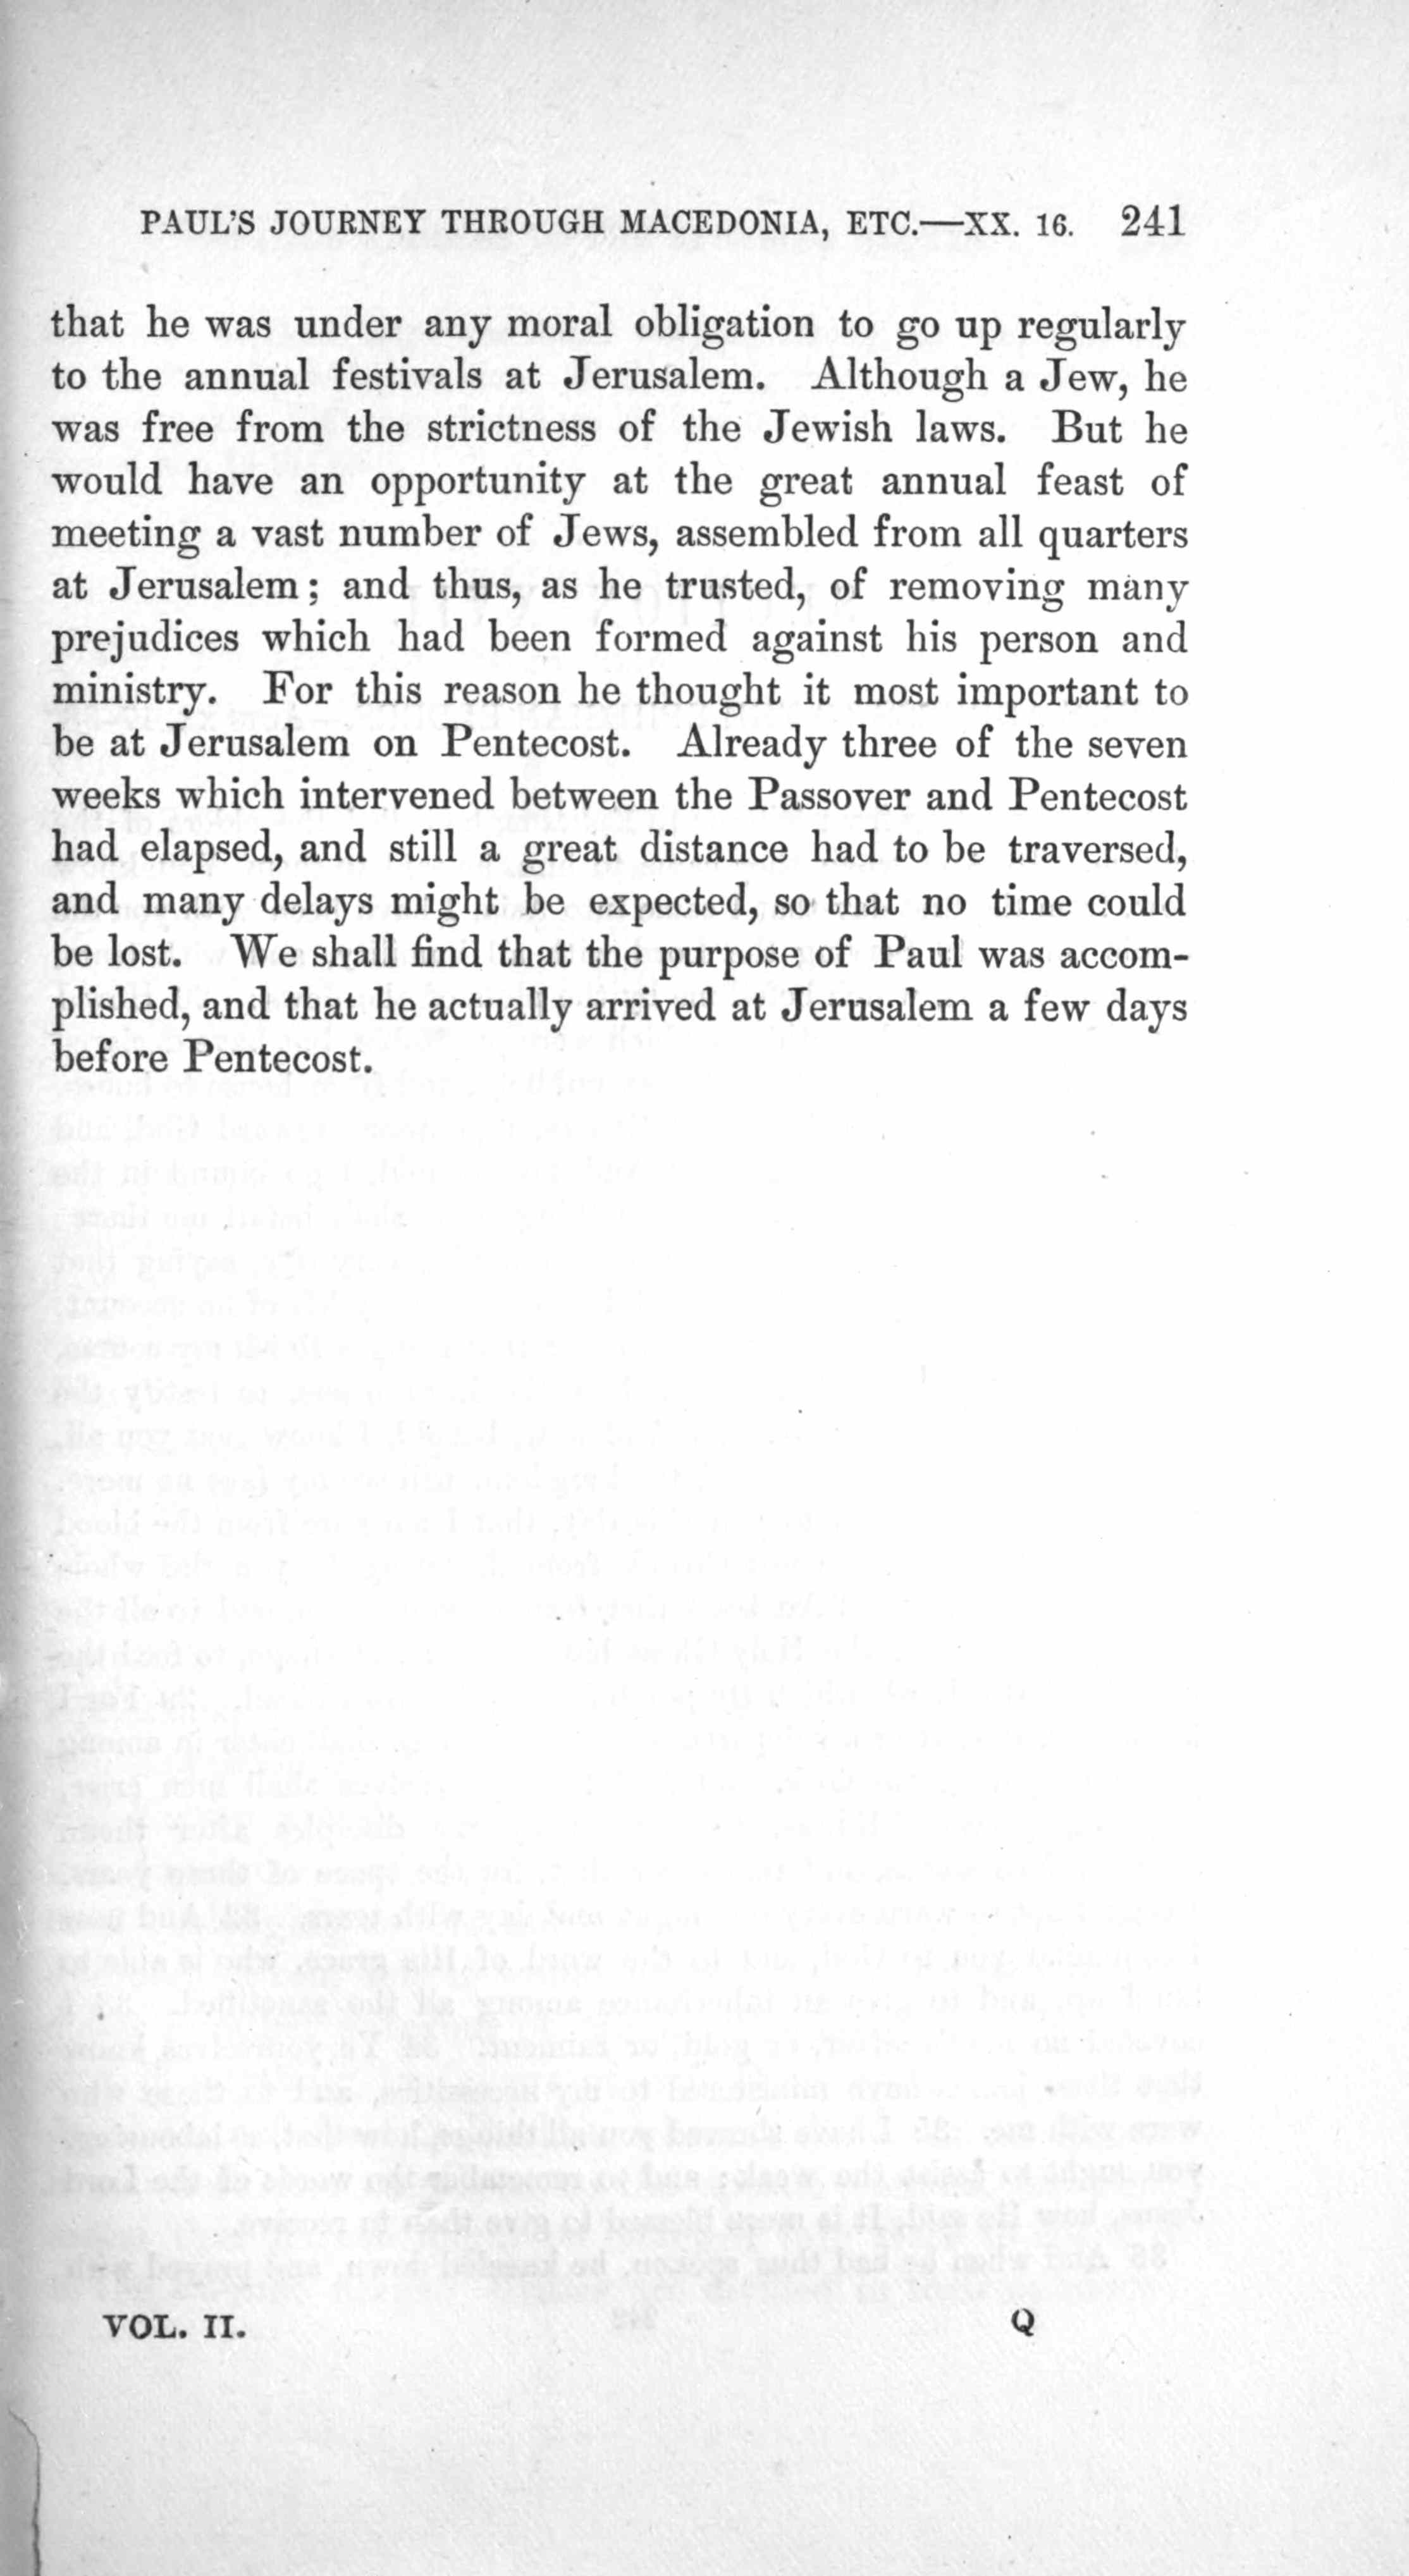 PAUL'S JOURNEY THROUGH MACEDONIA, ETC.—XX. 16. 241
that he was under any moral obligation to go up regularly
to the annual festivals at Jerusalem. Although a Jew, he
was free from the strictness of the Jewish laws. But he
would have an opportunity at the great annual feast of
meeting a vast number of Jews, assembled from all quarters
at Jerusalem; and thus, as he trusted, of removing many
prejudices which had been formed against his person and
ministry. For this reason he thought it most important to
be at Jerusalem on Pentecost. Already three of the seven
weeks which intervened between the Passover and Pentecost
had elapsed, and still a great distance had to be traversed,
and many delays might be expected, so that no time could
be lost. We shall find that the purpose of Paul was accom-
plished, and that he actually arrived at Jerusalem a few days
before Pentecost.
VOL. II. Q